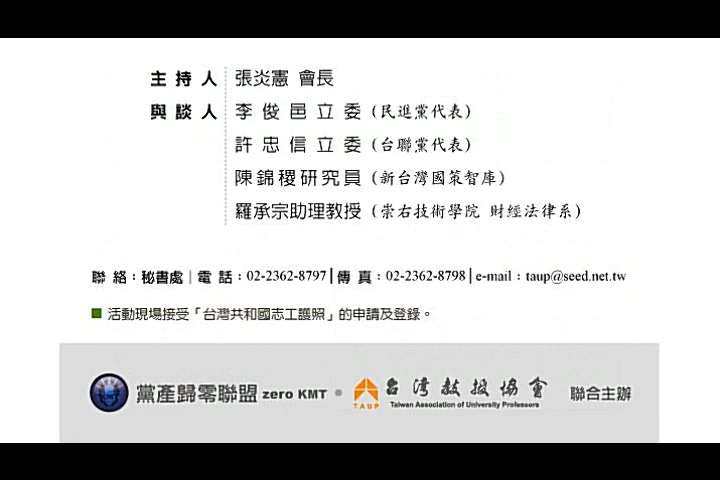 主持人 張炎憲 會長
與談人 李俊邑立委（民進黨代表）
許忠信立委（台聯黨代表）
陳錦稷研究員（新台灣國策智庫）
羅承宗助理教授（崇右技術學院 財經法律系）
聯絡：秘書處｜電話：02-2362-8797｜傳真：02-2362-8798｜e-mail：taup@seed.net.tw
■ 活動現場接受「台灣共和國志工護照」的申請及登錄。
黨產歸零聯盟 zero KMT • TAUP 台灣教授協會 聯合主辦
Taiwan Association of University Professors